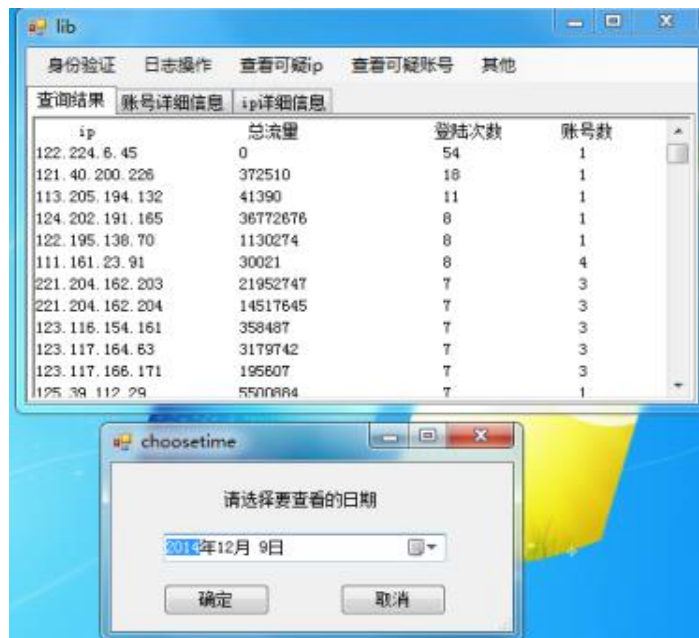 lib
身份验证 日志操作 查看可疑ip 查看可疑账号 其他
查询结果 账号详细信息 ip详细信息
ip 总流量 登陆次数 账号数
122.224.6.45 0 54 1
121.40.200.226 372510 18 1
113.205.194.132 41390 11 1
124.202.191.165 36772676 8 1
122.195.138.70 1130274 8 1
111.161.23.91 30021 8 4
221.204.162.203 21952747 7 3
221.204.162.204 14517645 7 3
123.116.154.161 358487 7 3
123.117.164.63 3179742 7 3
123.117.166.171 195607 7 3
125.39.112.29 5500884 7 1
choosetime
请选择要查看的日期
2014年12月 9日
确定 取消